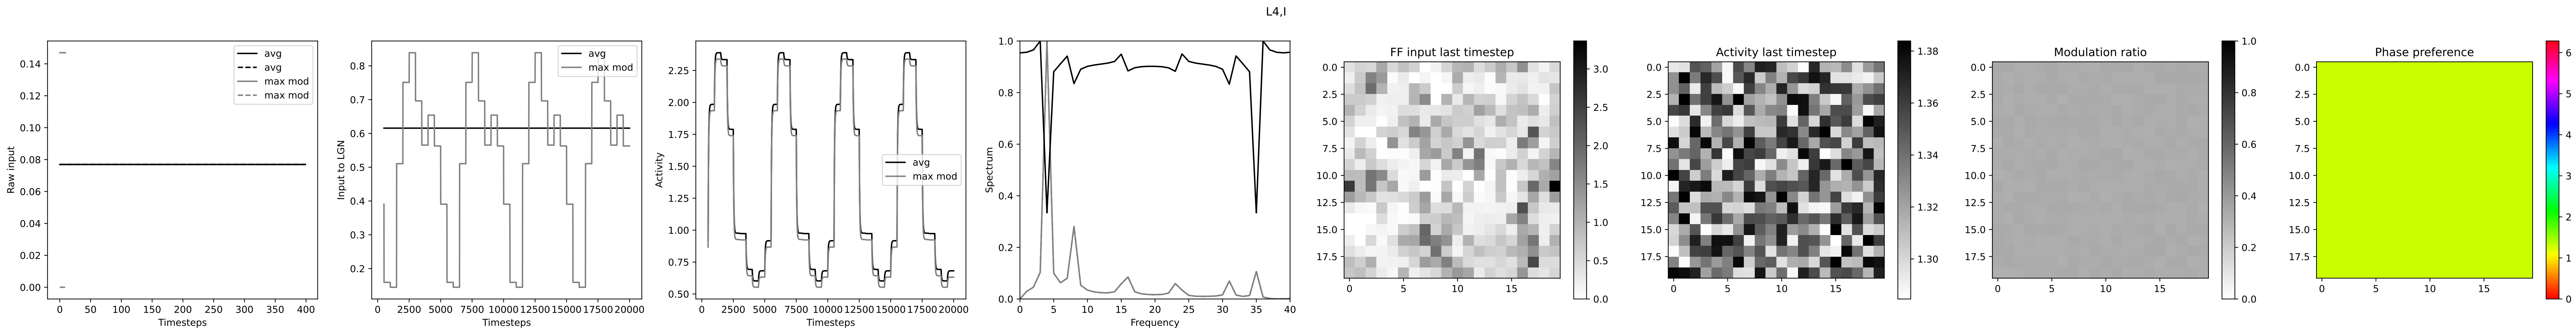 L4,I
Raw input
0.00
0.02
0.04
0.06
0.08
0.10
0.12
0.14
0 50 100 150 200 250 300 350 400
Timesteps
avg
avg
max mod
max mod
Input to LGN
0.2
0.3
0.4
0.5
0.6
0.7
0.8
0 2500 5000 7500 10000 12500 15000 17500 20000
Timesteps
avg
max mod
Activity
0.50
0.75
1.00
1.25
1.50
1.75
2.00
2.25
0 2500 5000 7500 10000 12500 15000 17500 20000
Timesteps
avg
max mod
Spectrum
0.0
0.2
0.4
0.6
0.8
1.0
0 5 10 15 20 25 30 35 40
Frequency
FF input last timestep
0.0
2.5
5.0
7.5
10.0
12.5
15.0
17.5
0 5 10 15
0.0
0.5
1.0
1.5
2.0
2.5
3.0
Activity last timestep
0.0
2.5
5.0
7.5
10.0
12.5
15.0
17.5
0 5 10 15
1.30
1.32
1.34
1.36
1.38
Modulation ratio
0.0
2.5
5.0
7.5
10.0
12.5
15.0
17.5
0 5 10 15
0.0
0.2
0.4
0.6
0.8
1.0
Phase preference
0.0
2.5
5.0
7.5
10.0
12.5
15.0
17.5
0 5 10 15
0
1
2
3
4
5
6